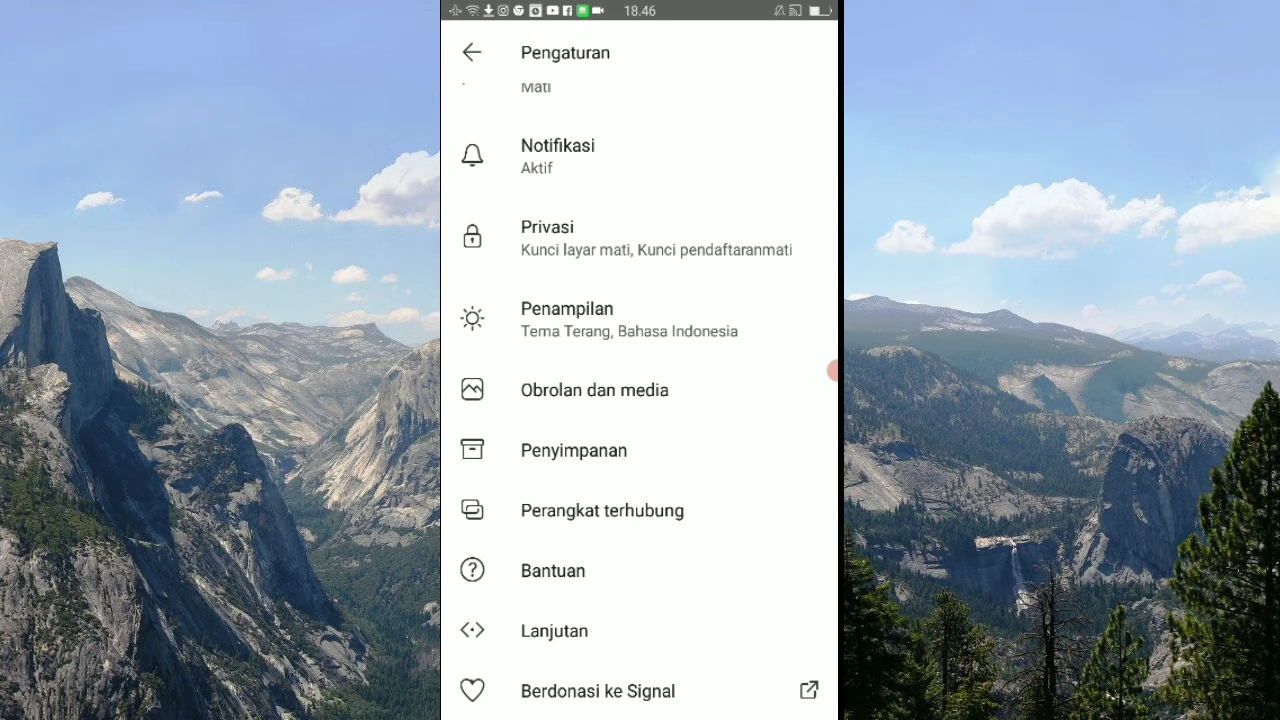 18.46
Pengaturan
Mati
Notifikasi
Aktif
Privasi
Kunci layar mati, Kunci pendaftaranmati
Penampilan
Tema Terang, Bahasa Indonesia
Obrolan dan media
Penyimpanan
Perangkat terhubung
Bantuan
Lanjutan
Berdonasi ke Signal